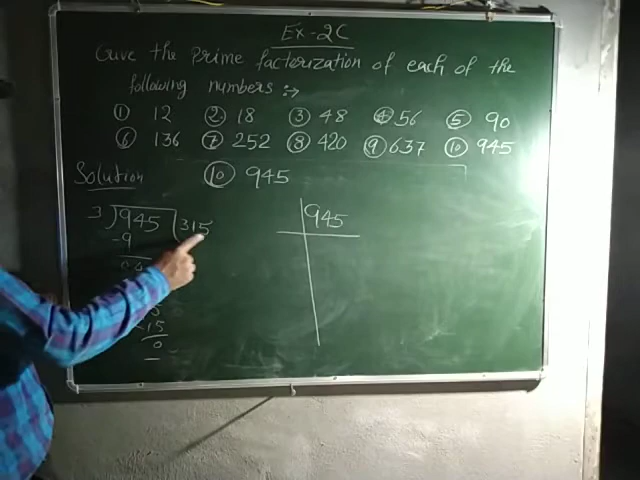 Ex-2C
Give the Prime factorization of each of the
following numbers :→
① 12 ② 18 ③ 48 ④ 56 ⑤ 90
⑥ 136 ⑦ 252 ⑧ 420 ⑨ 637 ⑩ 945
Solution ⑩ 945
3) 945 (315
945
-9
04
15
0